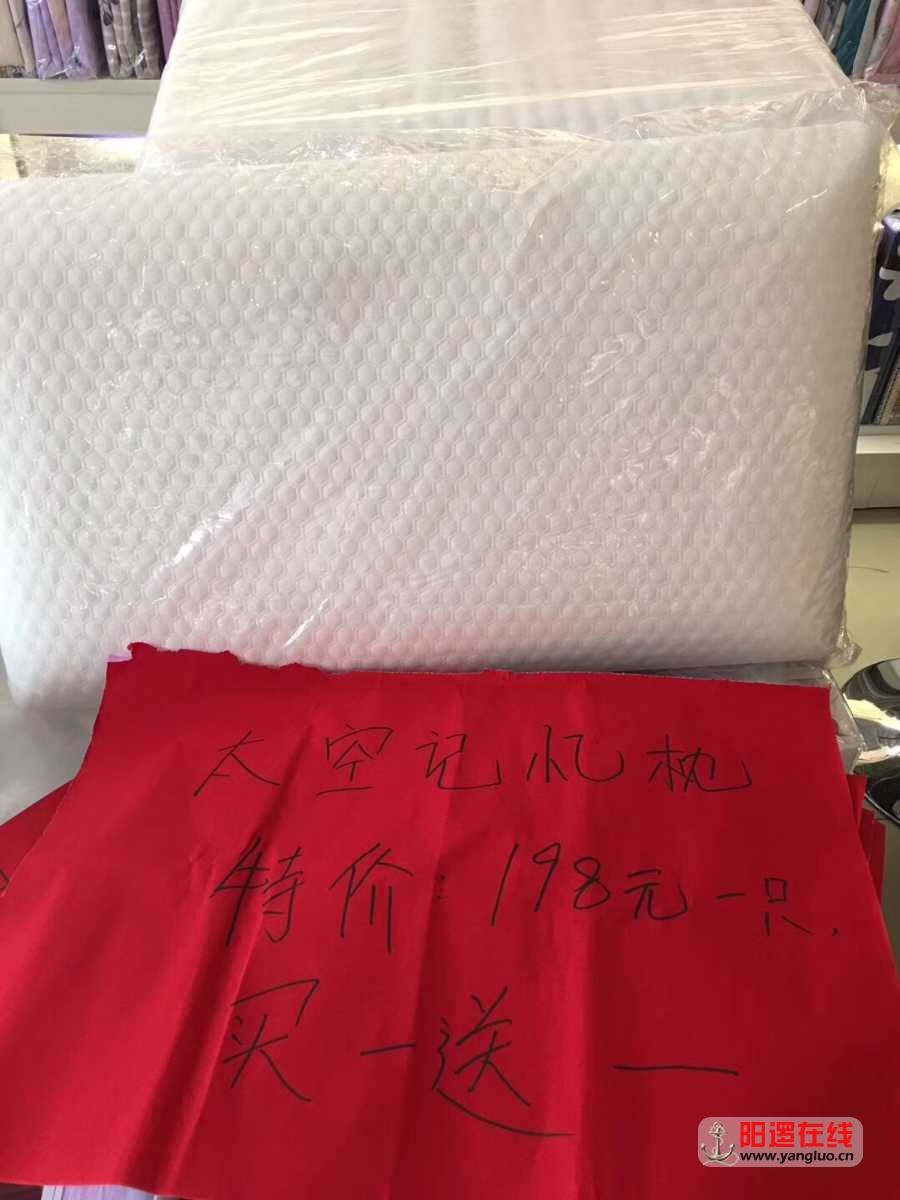 太空记忆枕
特价:198元一只,
买一送一
阳逻在线
www.yangluo.cn